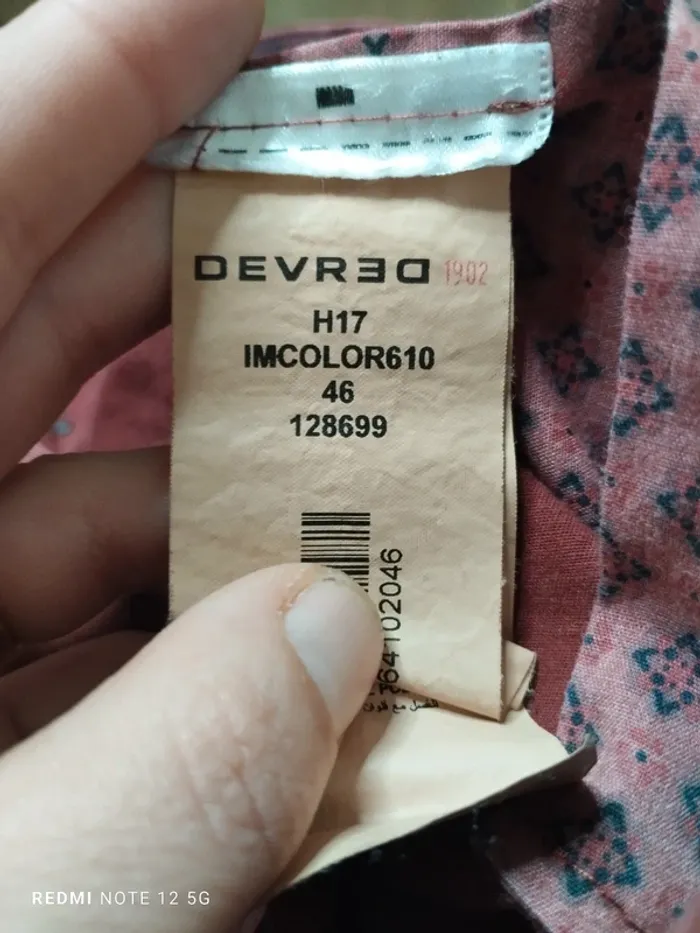 DEVRED 1902
H17
IMCOLOR610
46
128699
64102046
REDMI NOTE 12 5G